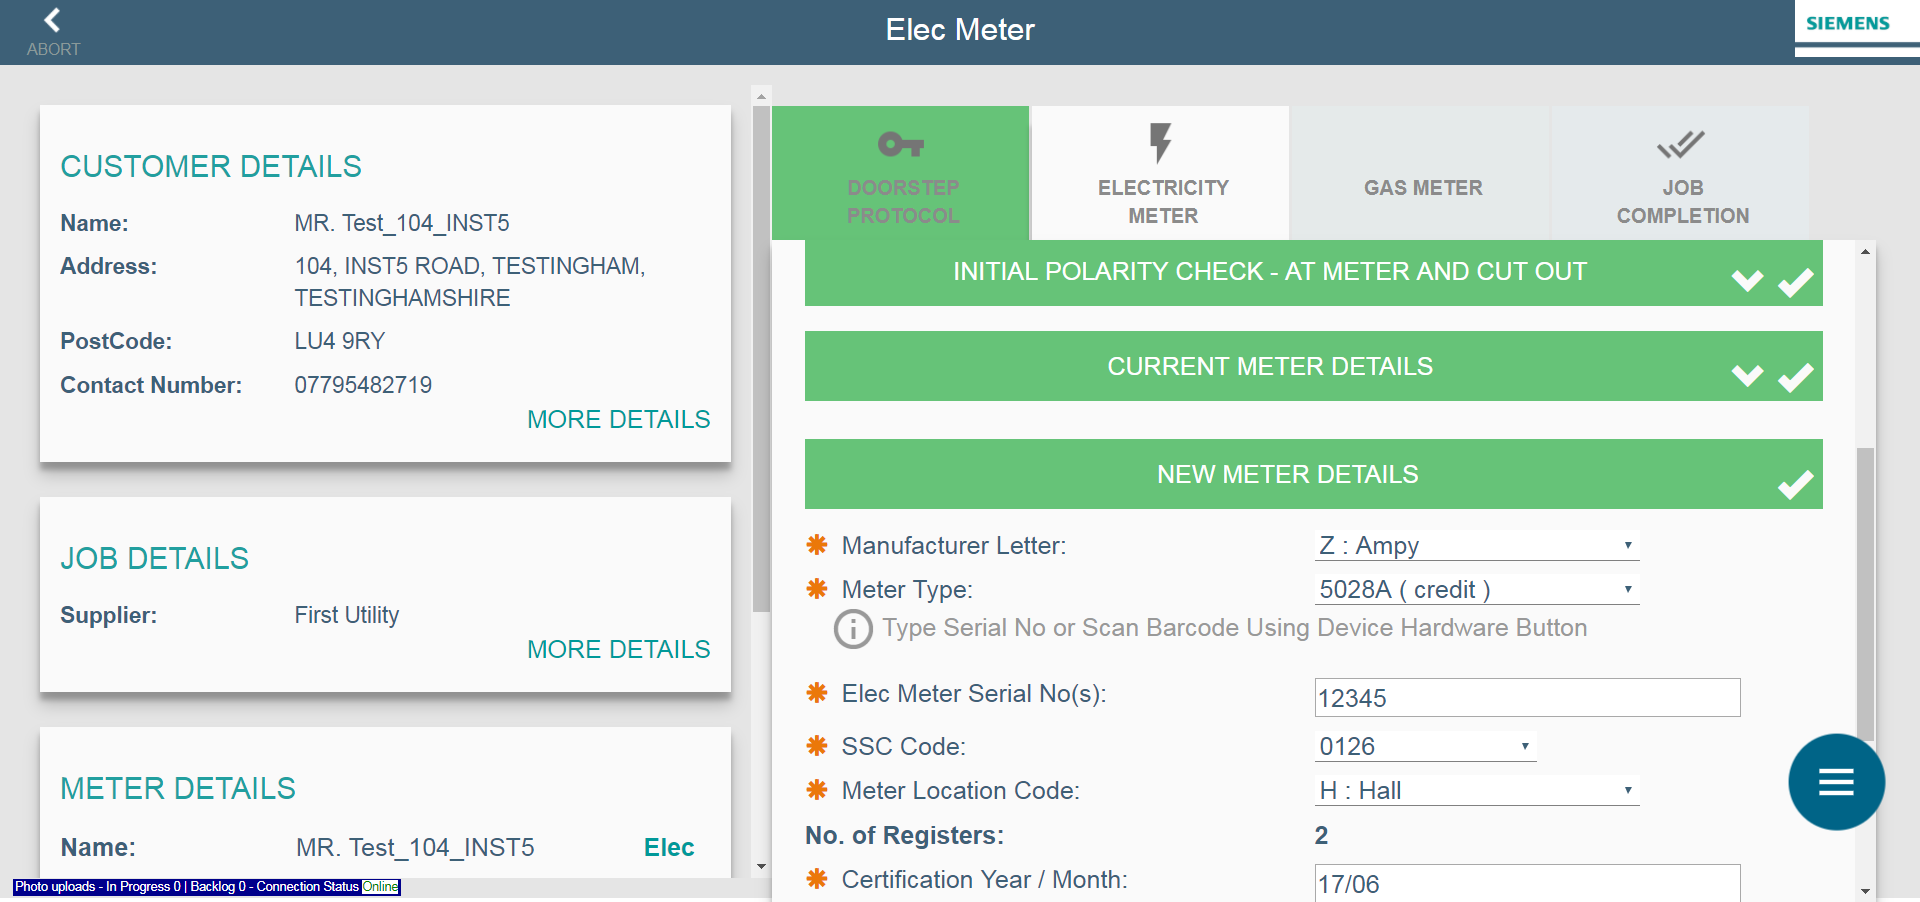 ABORT
Elec Meter
SIEMENS
CUSTOMER DETAILS
Name: MR. Test_104_INST5
Address: 104, INST5 ROAD, TESTINGHAM,
TESTINGHAMSHIRE
PostCode: LU4 9RY
Contact Number: 07795482719
MORE DETAILS
JOB DETAILS
Supplier: First Utility
MORE DETAILS
METER DETAILS
Name: MR. Test_104_INST5 Elec
Photo uploads - In Progress 0 | Backlog 0 - Connection Status Online
DOORSTEP
PROTOCOL
ELECTRICITY
METER
GAS METER
JOB
COMPLETION
INITIAL POLARITY CHECK - AT METER AND CUT OUT
CURRENT METER DETAILS
NEW METER DETAILS
Manufacturer Letter: Z : Ampy
Meter Type: 5028A ( credit )
Type Serial No or Scan Barcode Using Device Hardware Button
Elec Meter Serial No(s): 12345
SSC Code: 0126
Meter Location Code: H : Hall
No. of Registers: 2
Certification Year / Month: 17/06